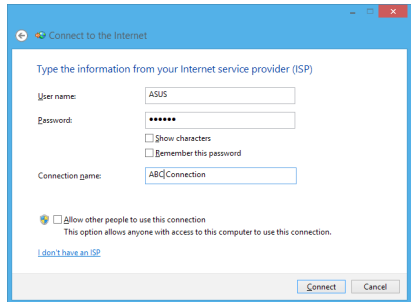 Connect to the Internet
Type the information from your Internet service provider (ISP)
User name: ASUS
Password: ••••••
Show characters
Remember this password
Connection name: ABC Connection
Allow other people to use this connection
This option allows anyone with access to this computer to use this connection.
I don't have an ISP
Connect Cancel